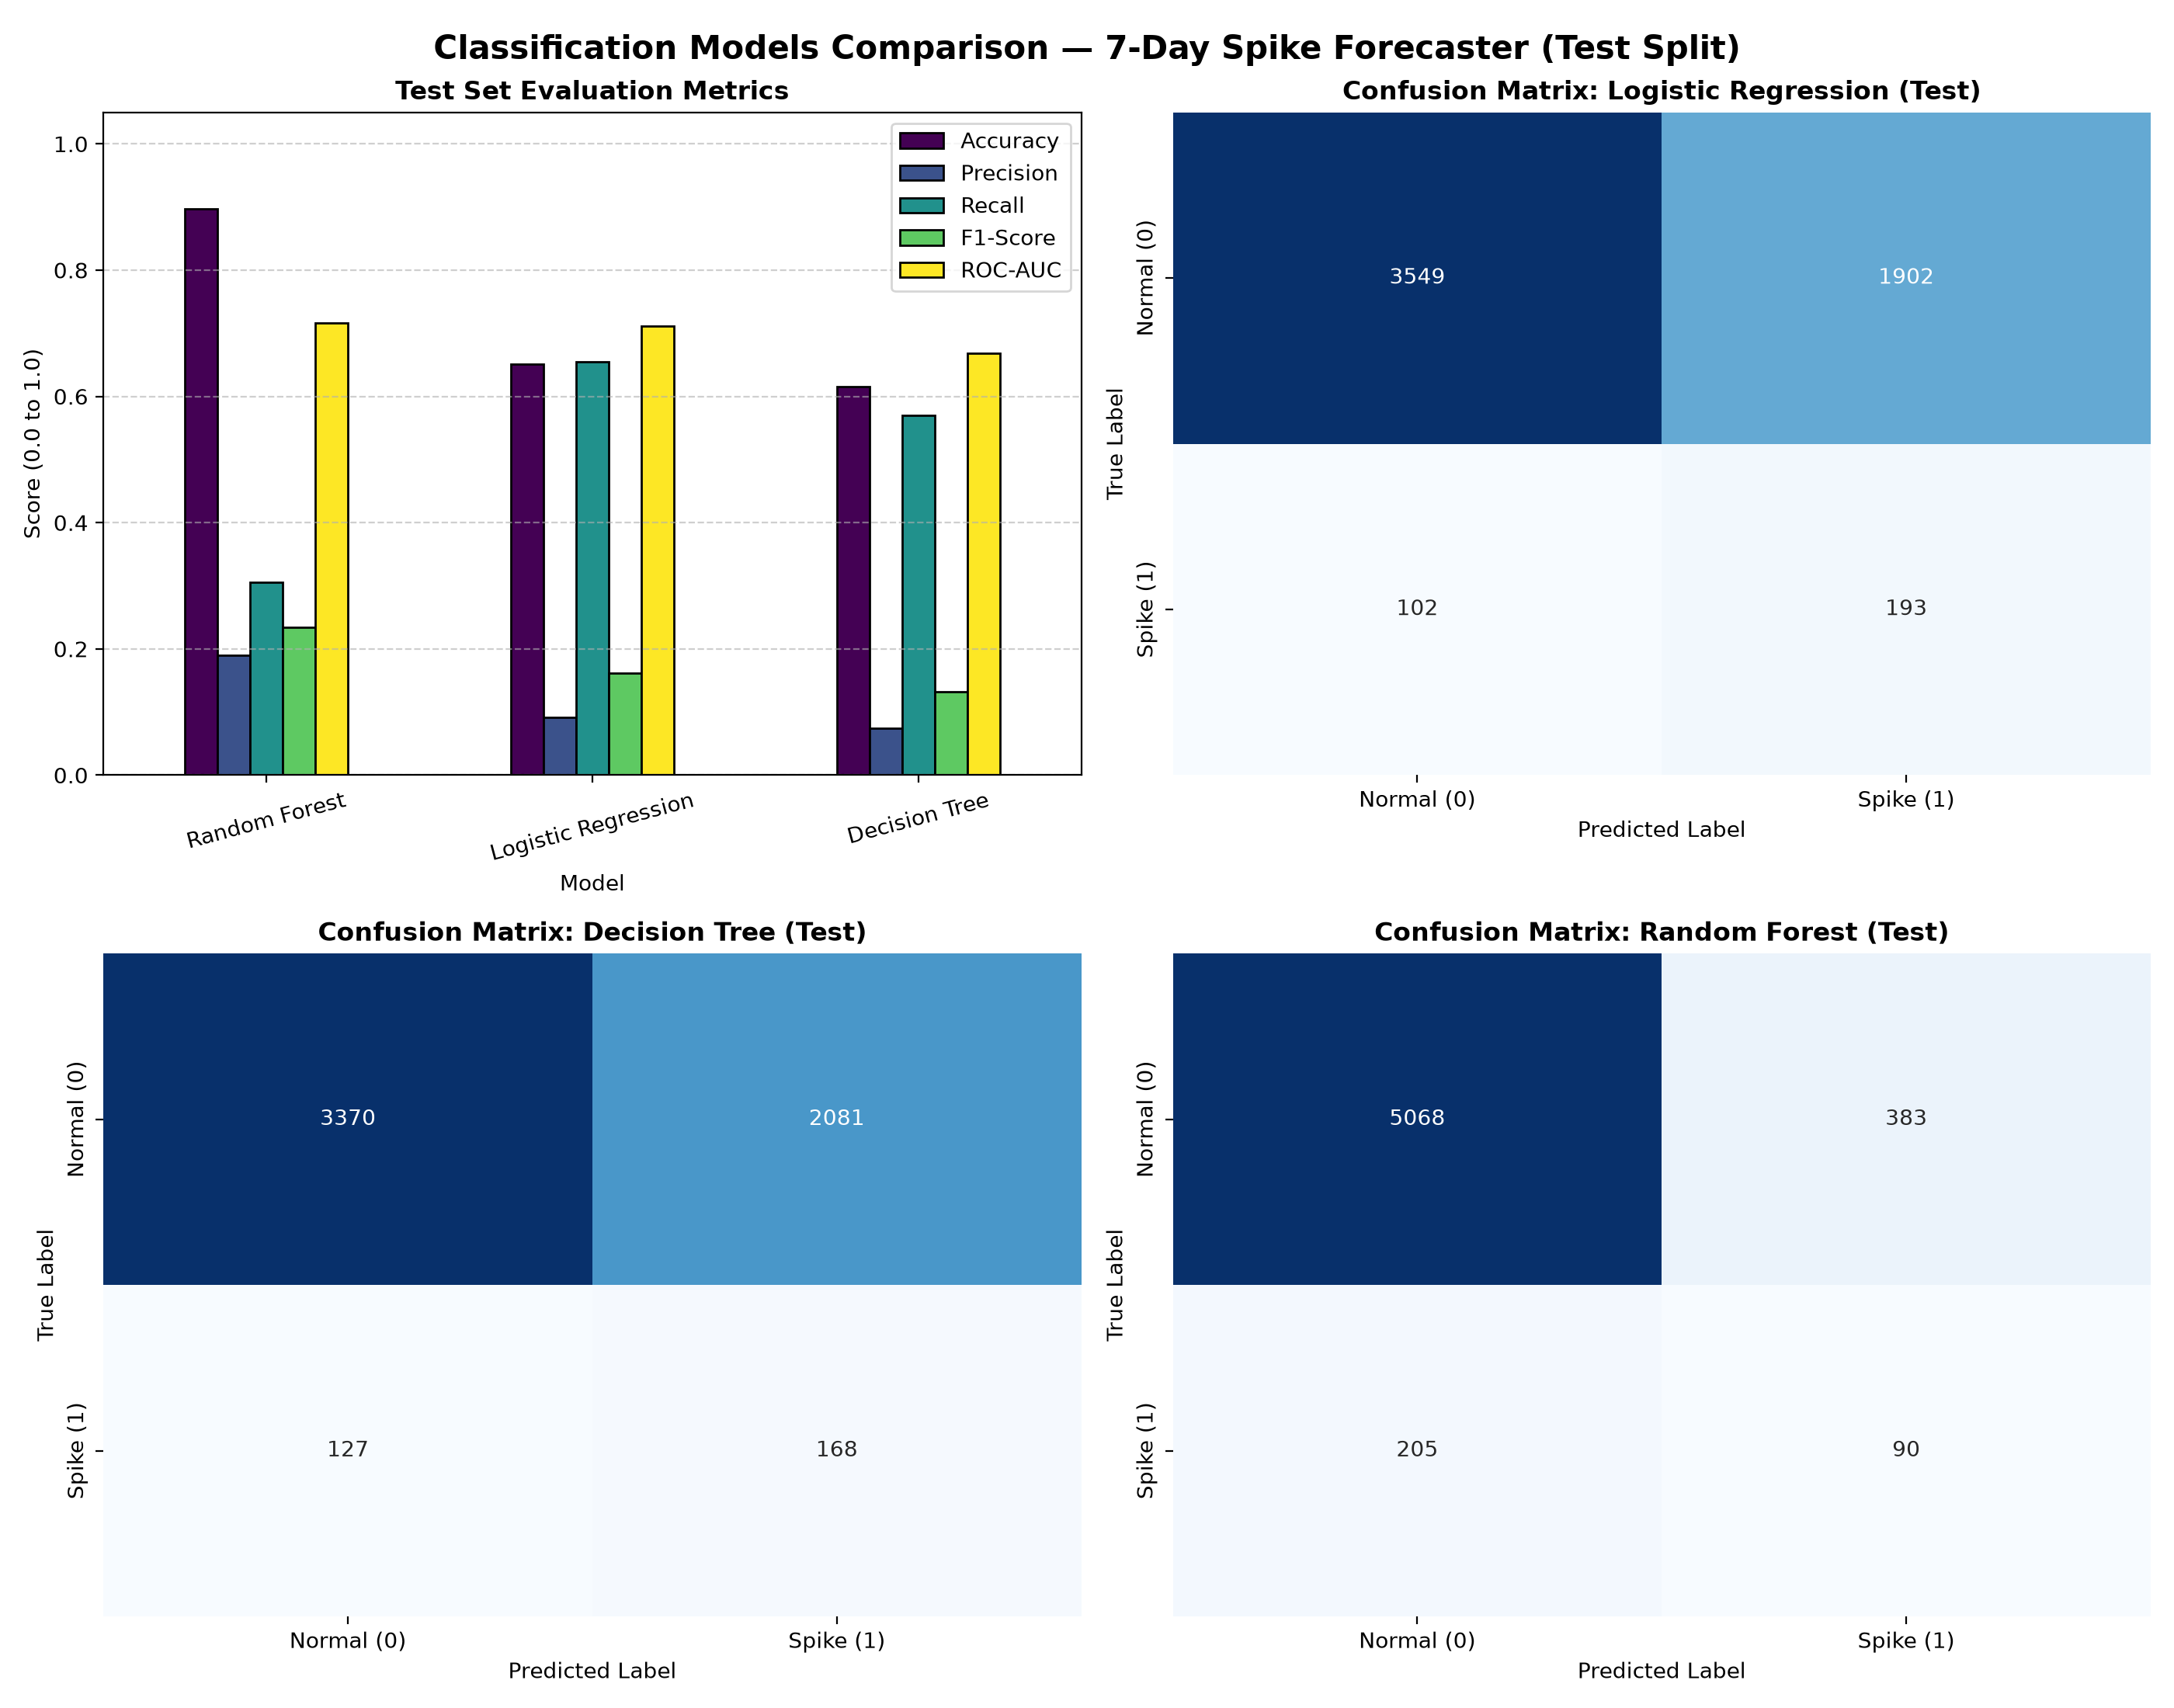 Classification Models Comparison — 7-Day Spike Forecaster (Test Split)
Test Set Evaluation Metrics
Score (0.0 to 1.0)
1.0
0.8
0.6
0.4
0.2
0.0
Accuracy
Precision
Recall
F1-Score
ROC-AUC
Random Forest
Logistic Regression
Decision Tree
Model
Confusion Matrix: Logistic Regression (Test)
True Label
Normal (0)
Spike (1)
3549
1902
102
193
Normal (0)
Spike (1)
Predicted Label
Confusion Matrix: Decision Tree (Test)
True Label
Normal (0)
Spike (1)
3370
2081
127
168
Normal (0)
Spike (1)
Predicted Label
Confusion Matrix: Random Forest (Test)
True Label
Normal (0)
Spike (1)
5068
383
205
90
Normal (0)
Spike (1)
Predicted Label